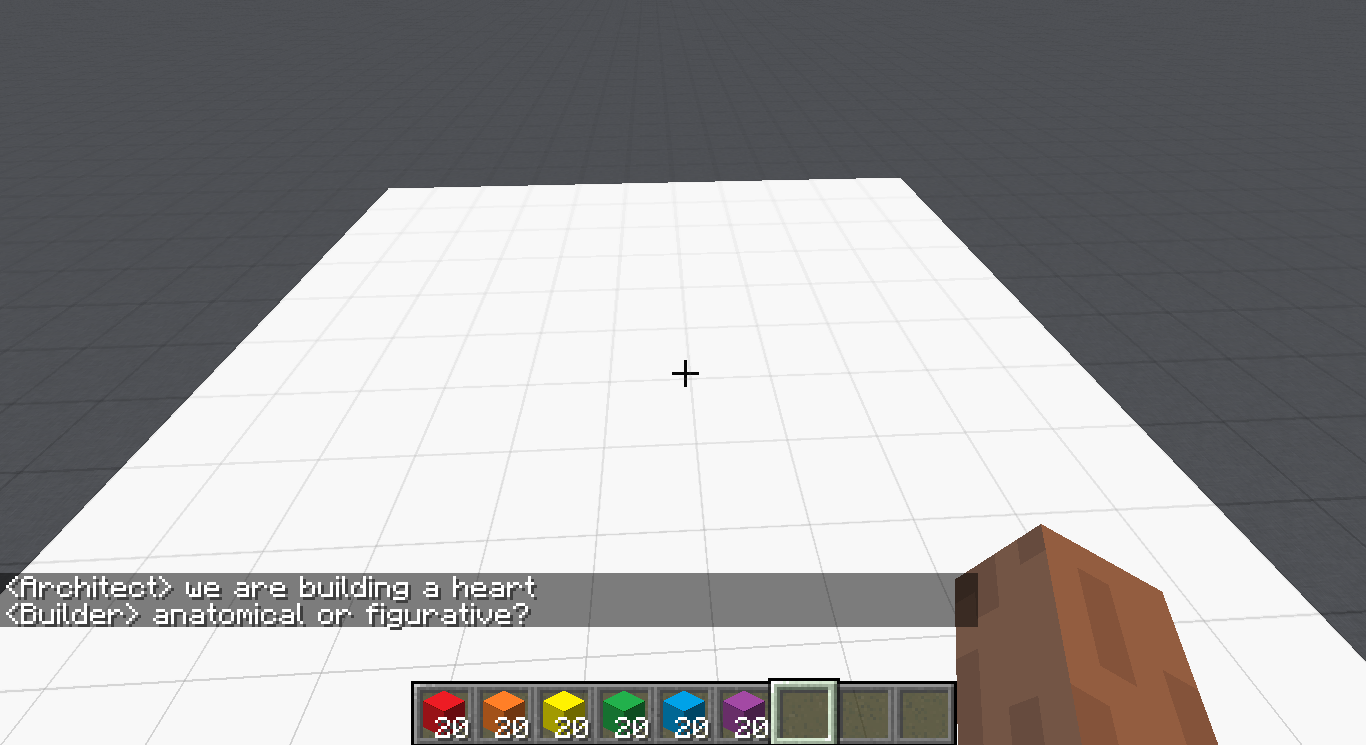 <Architect> we are building a heart
<Builder> anatomical or figurative?
20 20 20 20 20 20